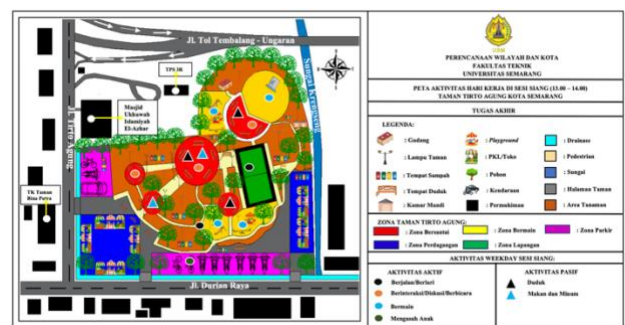 JL Tol Tembalang - Ungaran
TPS 3R
Sungai Krengseng
Masjid
Ukhuwah
Islamiyah
El-Azhar
JL Tirto Agung
TK Taman
Bina Putra
JL Durian Raya
PERENCANAAN WILAYAH DAN KOTA
FAKULTAS TEKNIK
UNIVERSITAS SEMARANG
PETA AKTIVITAS HARI KERJA DI SESI SIANG (13.00 - 14.00)
TAMAN TIRTO AGUNG KOTA SEMARANG
TUGAS AKHIR
LEGENDA:
: Gedung
: Playground
: Drainase
: Lampu Taman
: PKL/Toko
: Pedestrian
: Tempat Sampah
: Pohon
: Sungai
: Tempat Duduk
: Kendaraan
: Halaman Taman
: Kamar Mandi
: Permukiman
: Area Tanaman
ZONA TAMAN TIRTO AGUNG:
: Zona Bersantai
: Zona Bermain
: Zona Parkir
: Zona Perdagangan
: Zona Lapangan
AKTIVITAS WEEKDAY SESI SIANG:
AKTIVITAS AKTIF
AKTIVITAS PASIF
Berjalan/Berlari
Duduk
Berinteraksi/Diskusi/Berbicara
Makan dan Minum
Bermain
Mengasuh Anak